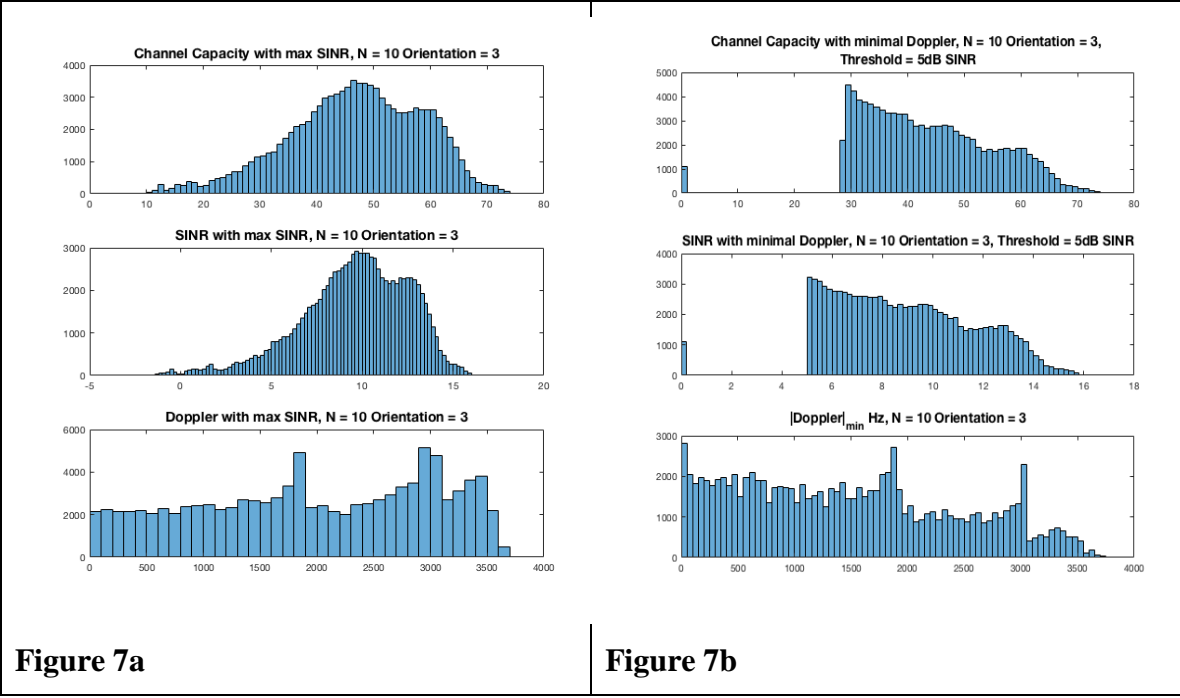 Channel Capacity with max SINR, N = 10 Orientation = 3
4000
3000
2000
1000
0
0 10 20 30 40 50 60 70 80
SINR with max SINR, N = 10 Orientation = 3
3000
2000
1000
0
-5 0 5 10 15 20
Doppler with max SINR, N = 10 Orientation = 3
6000
4000
2000
0
0 500 1000 1500 2000 2500 3000 3500 4000
Figure 7a
Channel Capacity with minimal Doppler, N = 10 Orientation = 3,
Threshold = 5dB SINR
5000
4000
3000
2000
1000
0
0 10 20 30 40 50 60 70 80
SINR with minimal Doppler, N = 10 Orientation = 3, Threshold = 5dB SINR
4000
3000
2000
1000
0
0 2 4 6 8 10 12 14 16 18
|Doppler|min Hz, N = 10 Orientation = 3
3000
2000
1000
0
0 500 1000 1500 2000 2500 3000 3500 4000
Figure 7b